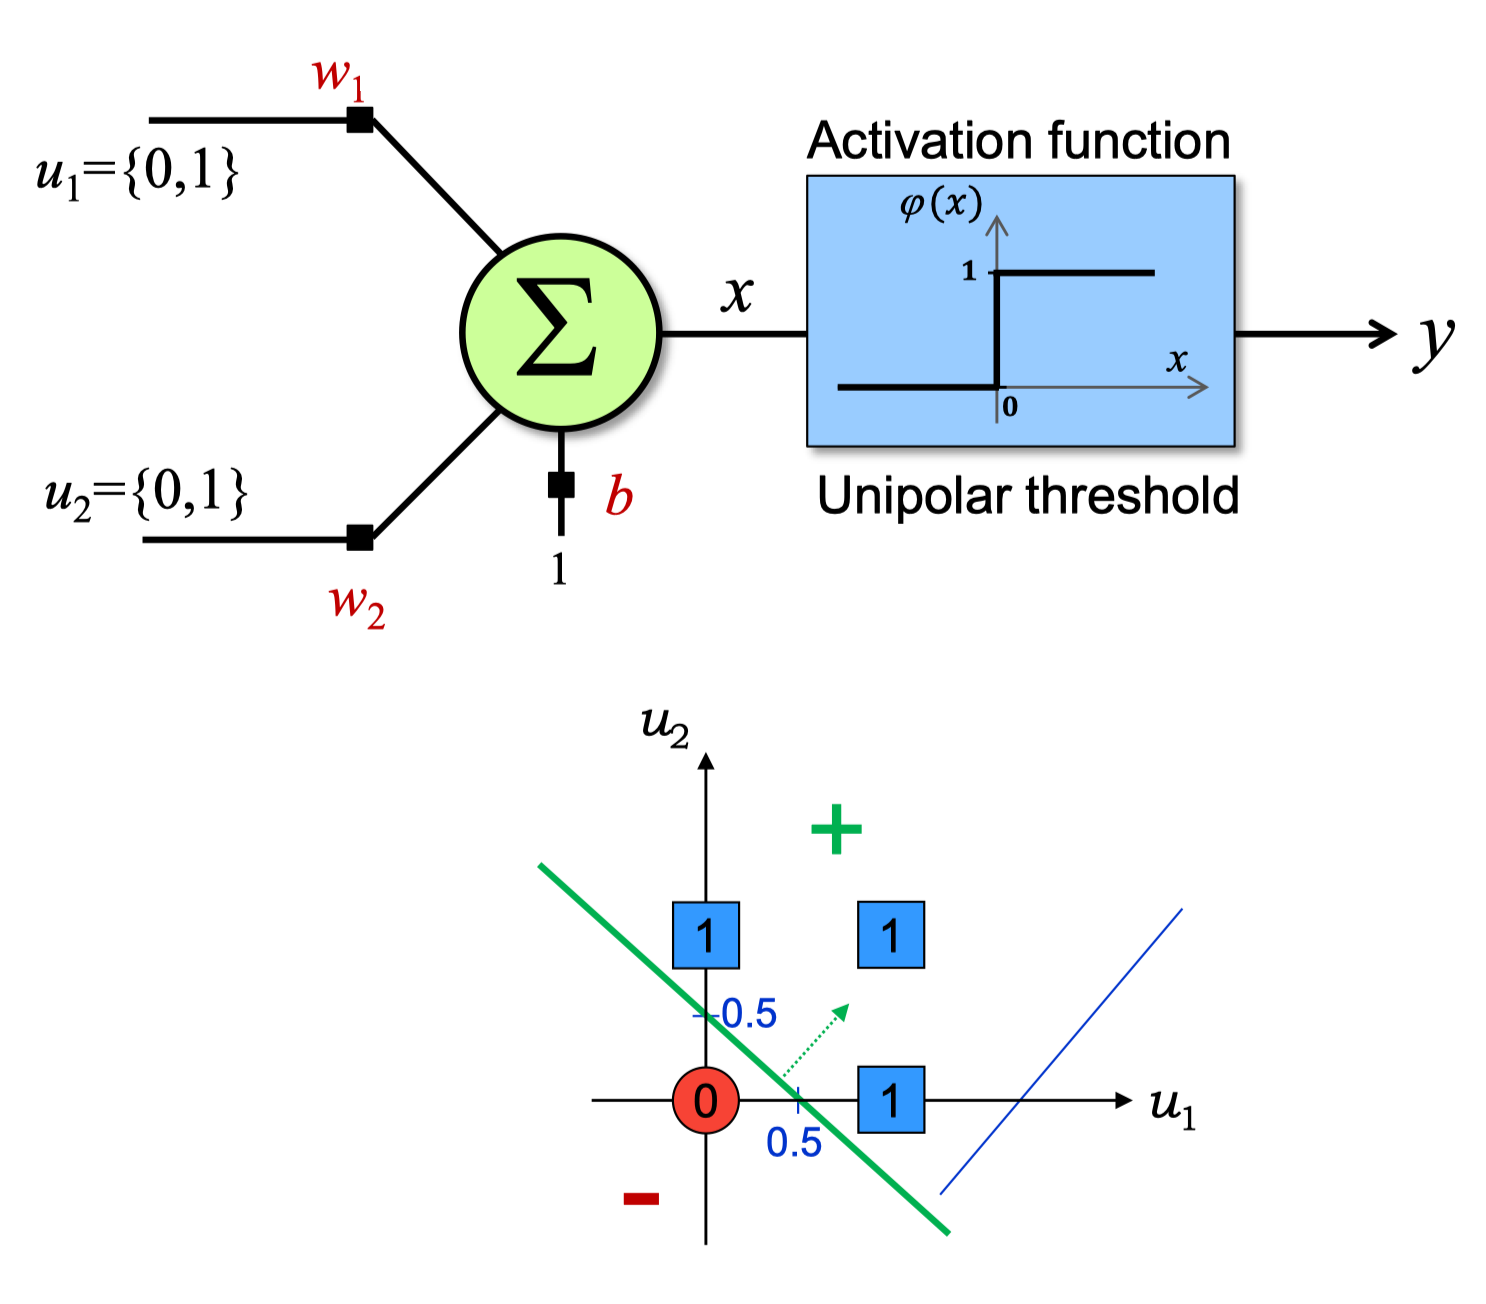 w₁
u₁={0,1}
Activation function
φ(x)
1
x
0
Σ
x
y
u₂={0,1}
b
1
w₂
Unipolar threshold
u₂
+
1
1
0.5
0
1
u₁
0.5
-